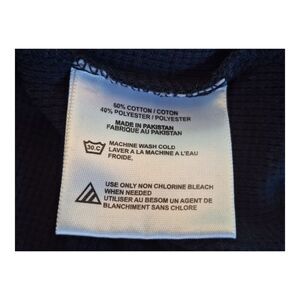 60% COTTON / COTON
40% POLYESTER / POLYESTER
MADE IN PAKISTAN
FABRIQUE AU PAKISTAN
30.C
MACHINE WASH COLD
LAVER A LA MACHINE A L'EAU
FROIDE,
USE ONLY NON CHLORINE BLEACH
WHEN NEEDED
UTILISER AU BESOM UN AGENT DE
BLANCHIMENT SANS CHLORE